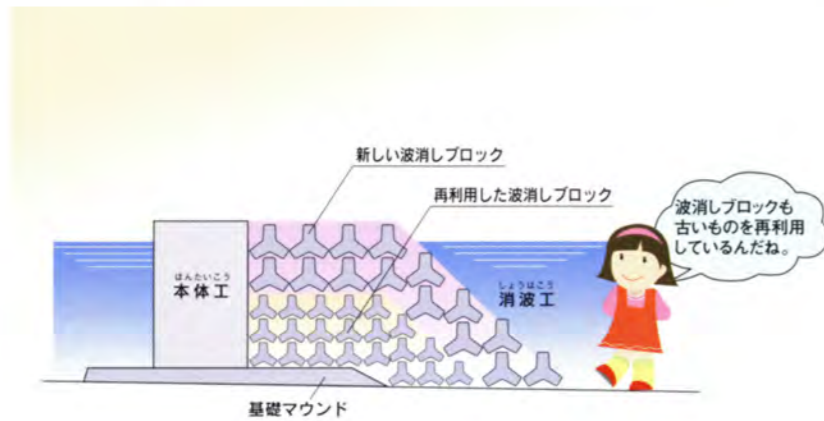 新しい波消しブロック
再利用した波消しブロック
波消しブロックも
古いものを再利用
しているんだね。
ほんたいこう
本体工
しょうはこう
消波工
基礎マウンド